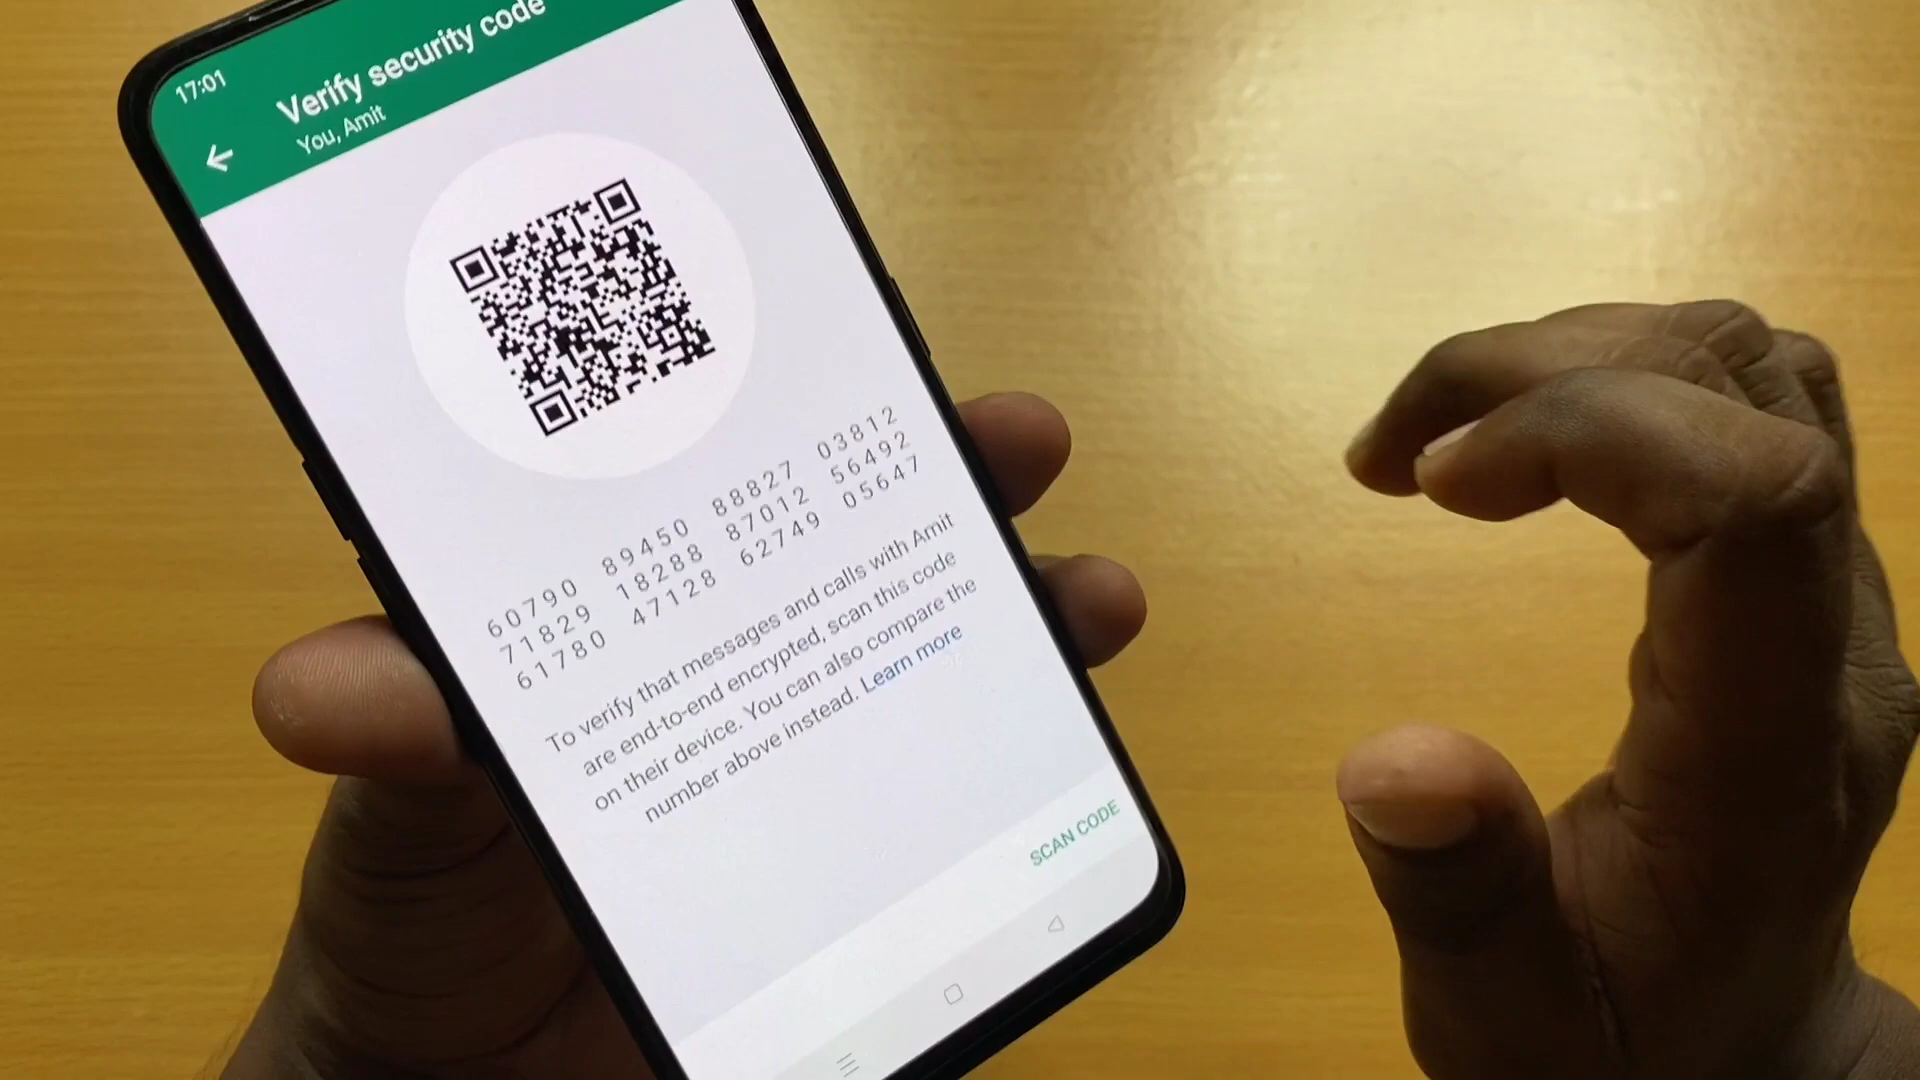 17:01
Verify security code
You, Amit
60790 89450 88827 03812
71829 18288 87012 56492
61780 47128 62749 05647
To verify that messages and calls with Amit
are end-to-end encrypted, scan this code
on their device. You can also compare the
number above instead. Learn more
SCAN CODE